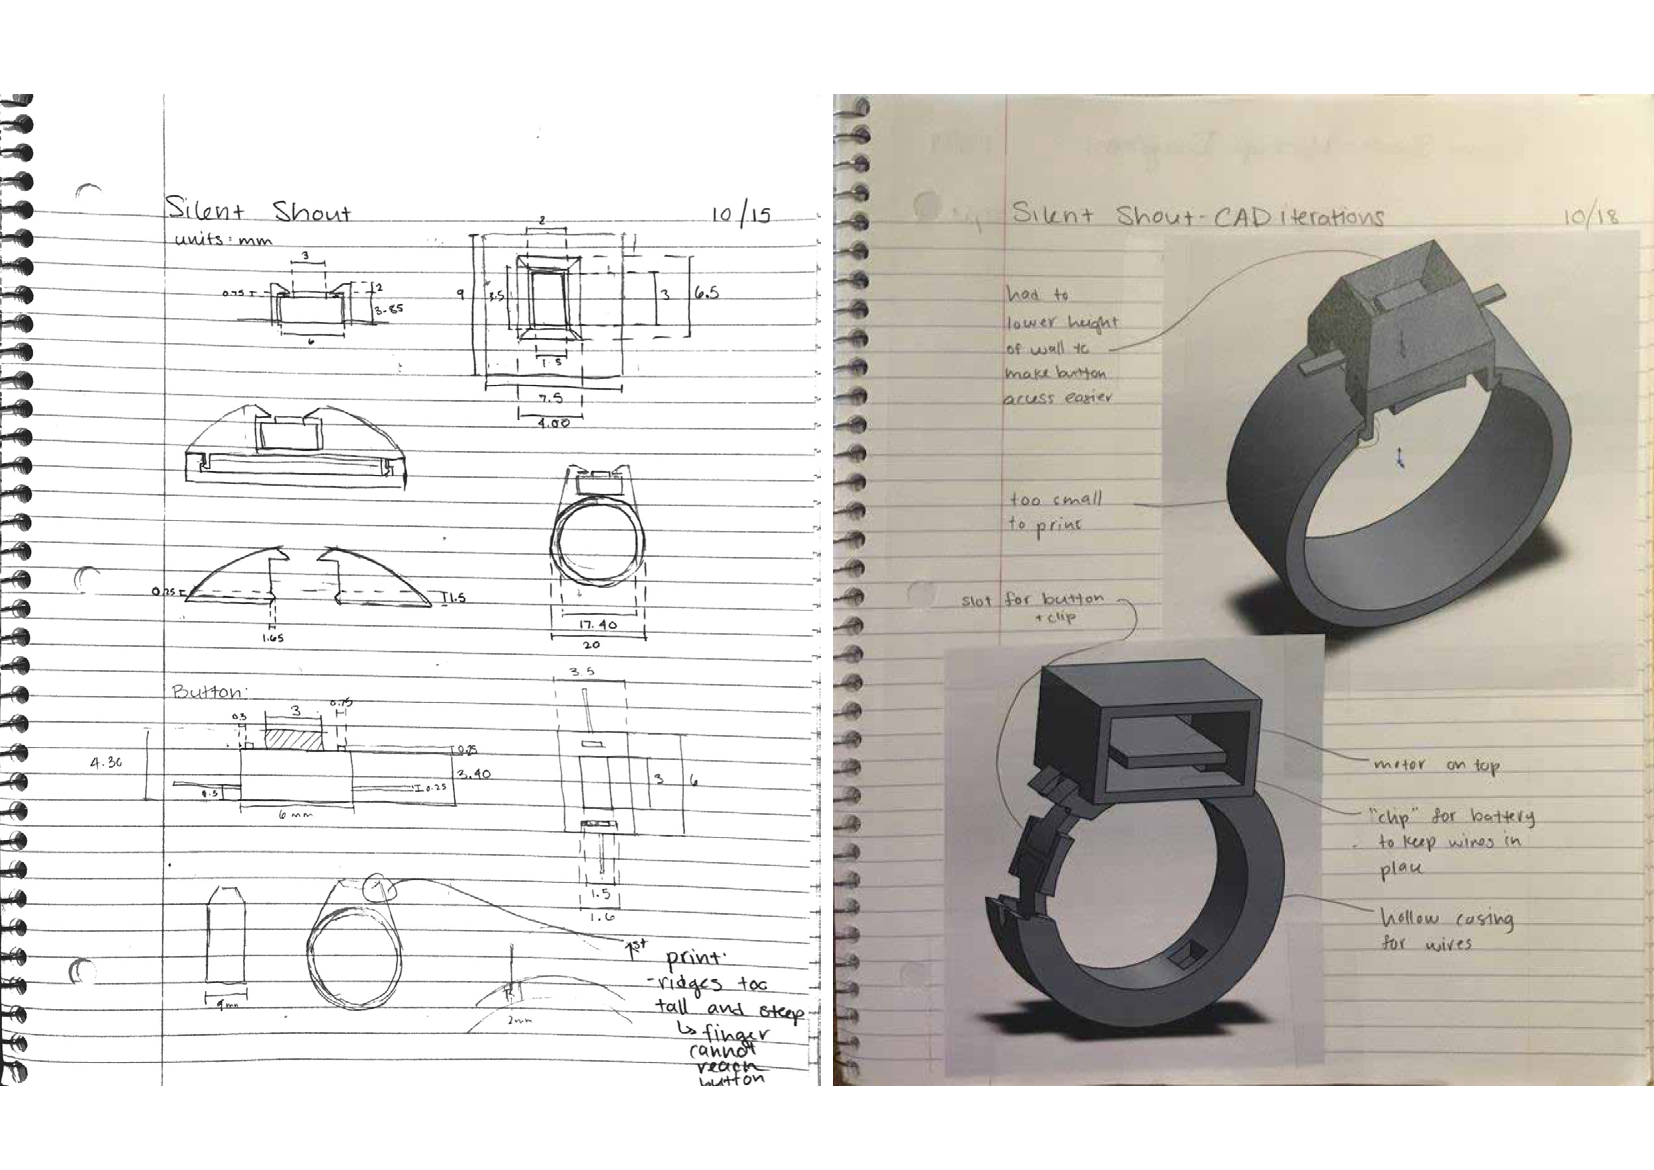 Silent Shout 10/15
units: mm
2
3
0.75
2
3.85
6
9
3.5
3
6.5
1.5
7.5
4.00
0.25
1.5
1.65
17.40
20
Button:
3.5
0.3
3
0.75
4.36
0.25
3.40
0.5
0.25
6 mm
3
6
1.5
1.6
9mm
2mm
1st
print:
-ridges too
tall and steep
↳ finger
cannot
reach
button
Silent Shout - CAD iterations 10/18
had to
lower height
of wall to
make button
acuss easier
too small
to print
slot for button
+ clip
motor on top
"clip" for battery
to keep wires in
plau
hollow casing
for wires